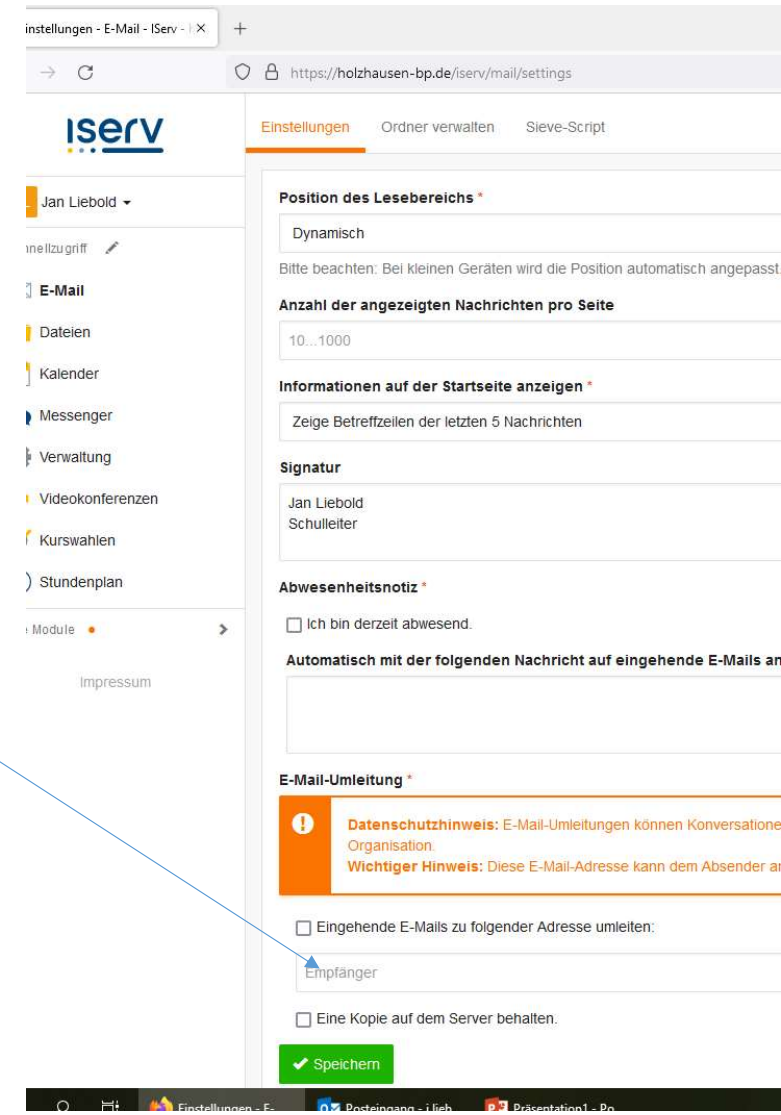 instellungen - E-Mail - IServ -
https://holzhausen-bp.de/iserv/mail/settings
IServ
Einstellungen Ordner verwalten Sieve-Script
Jan Liebold
E-Mail
Dateien
Kalender
Messenger
Verwaltung
Videokonferenzen
Kurswahlen
Stundenplan
Module
Impressum
Position des Lesebereichs *
Dynamisch
Bitte beachten: Bei kleinen Geräten wird die Position automatisch angepasst.
Anzahl der angezeigten Nachrichten pro Seite
10...1000
Informationen auf der Startseite anzeigen *
Zeige Betreffzeilen der letzten 5 Nachrichten
Signatur
Jan Liebold
Schulleiter
Abwesenheitsnotiz *
Ich bin derzeit abwesend.
Automatisch mit der folgenden Nachricht auf eingehende E-Mails an
E-Mail-Umleitung *
Datenschutzhinweis: E-Mail-Umleitungen können Konversatione
Organisation.
Wichtiger Hinweis: Diese E-Mail-Adresse kann dem Absender a
Eingehende E-Mails zu folgender Adresse umleiten:
Empfänger
Eine Kopie auf dem Server behalten.
Speichern
Einstellungen - E- Posteingang - j.lieb Präsentation1 - Po